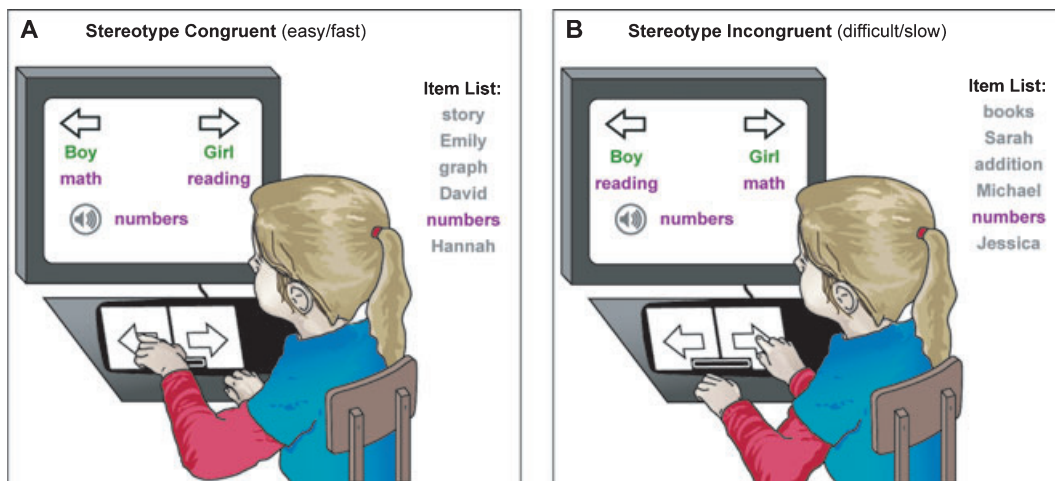 A Stereotype Congruent (easy/fast)
Boy Girl
math reading
numbers
Item List:
story
Emily
graph
David
numbers
Hannah
B Stereotype Incongruent (difficult/slow)
Boy Girl
reading math
numbers
Item List:
books
Sarah
addition
Michael
numbers
Jessica